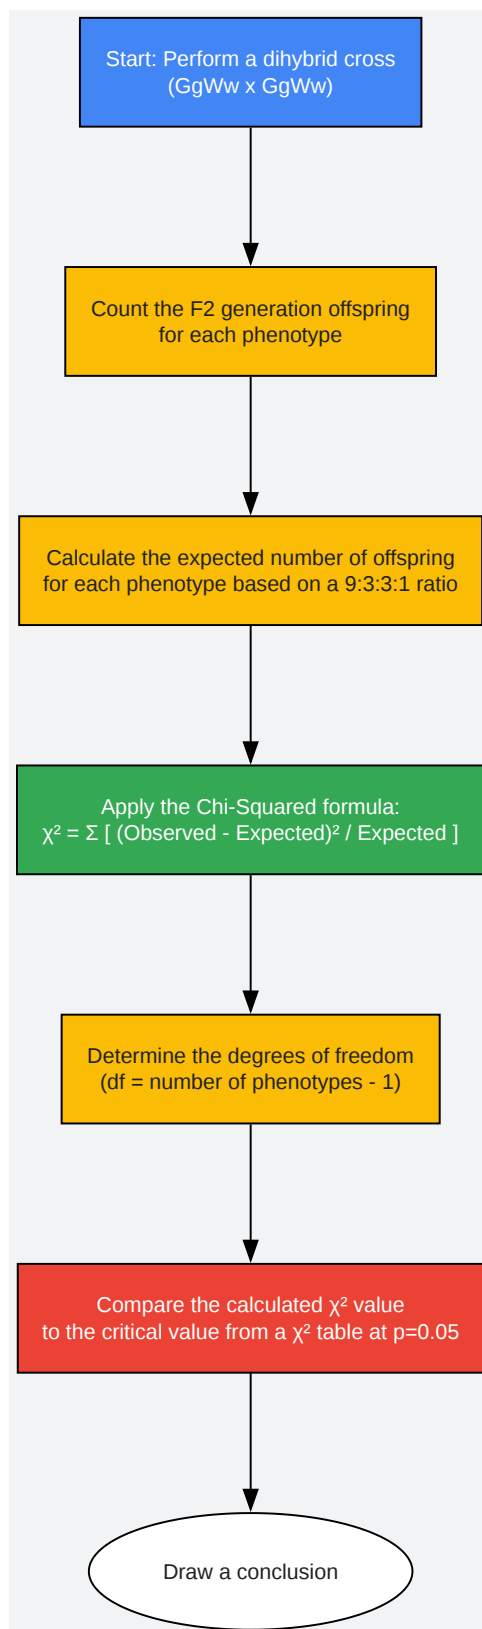 Start: Perform a dihybrid cross
(GgWw x GgWw)
Count the F2 generation offspring
for each phenotype
Calculate the expected number of offspring
for each phenotype based on a 9:3:3:1 ratio
Apply the Chi-Squared formula:
χ² = Σ [ (Observed - Expected)² / Expected ]
Determine the degrees of freedom
(df = number of phenotypes - 1)
Compare the calculated χ² value
to the critical value from a χ² table at p=0.05
Draw a conclusion